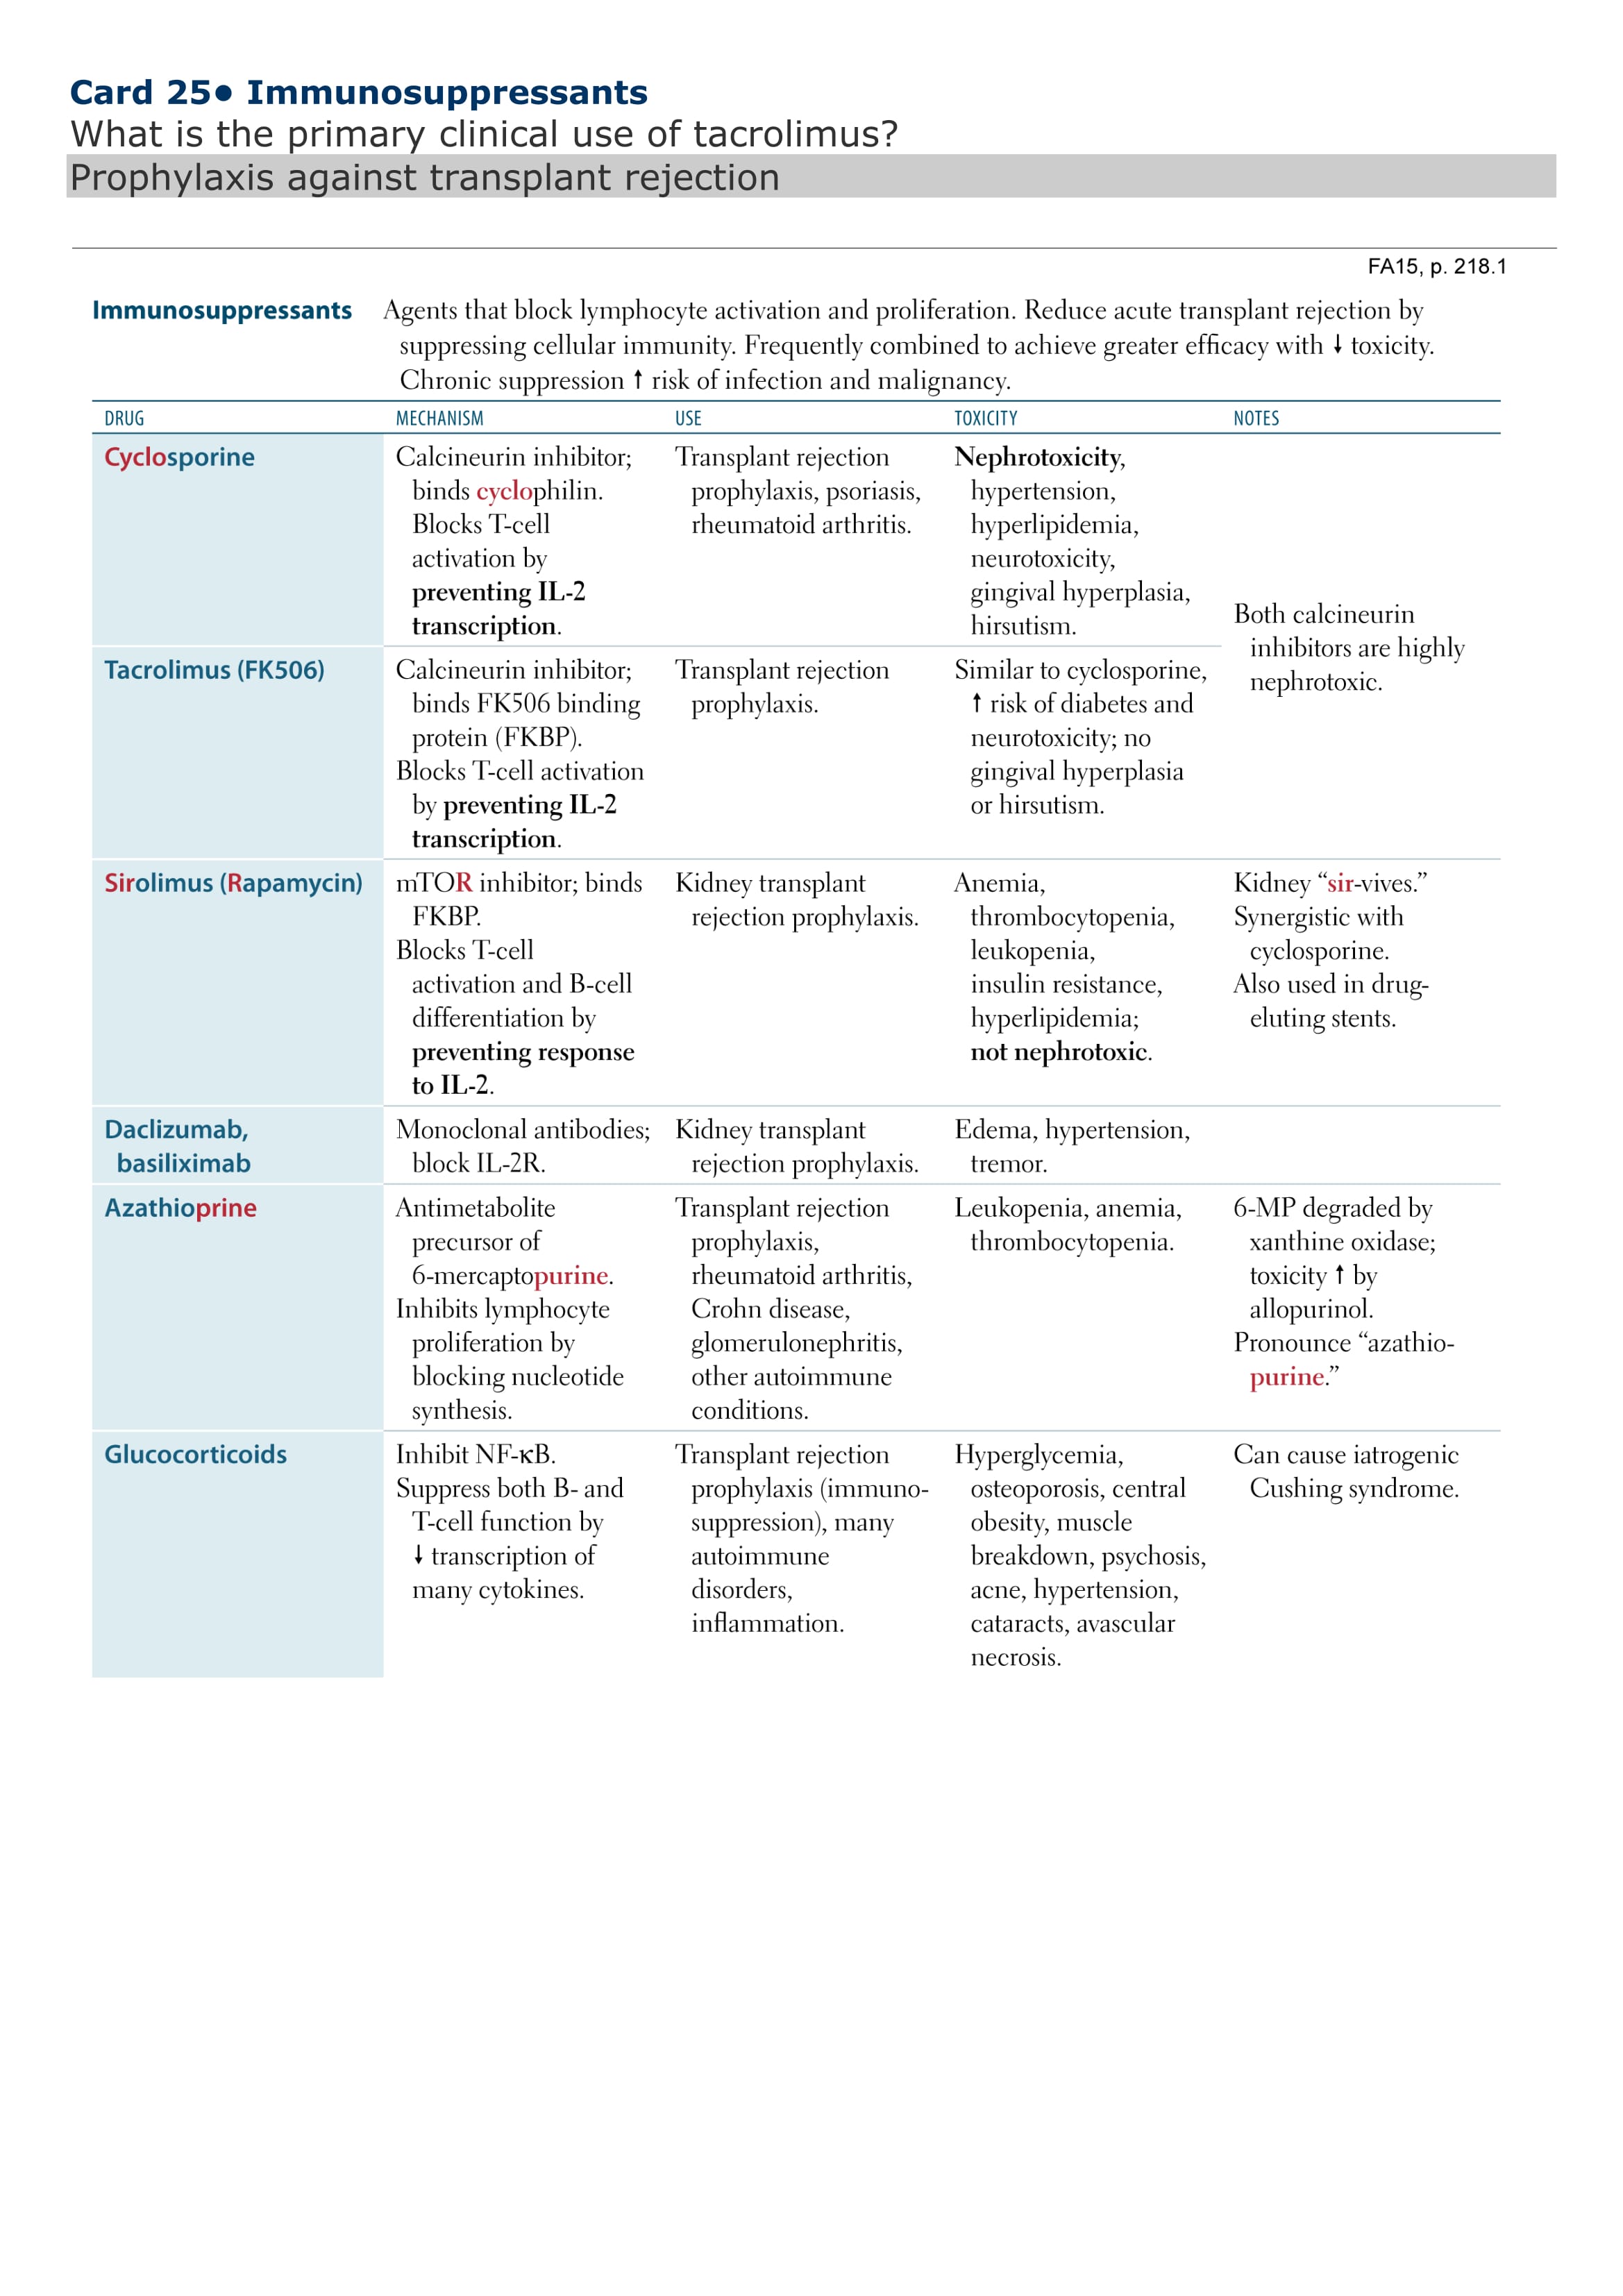 Card 25● Immunosuppressants
What is the primary clinical use of tacrolimus?
Prophylaxis against transplant rejection
FA15, p. 218.1
Immunosuppressants
Agents that block lymphocyte activation and proliferation. Reduce acute transplant rejection by
suppressing cellular immunity. Frequently combined to achieve greater efficacy with ↓ toxicity.
Chronic suppression ↑ risk of infection and malignancy.
DRUG
MECHANISM
USE
TOXICITY
NOTES
Cyclosporine
Calcineurin inhibitor;
binds cyclophilin.
Blocks T-cell
activation by
preventing IL-2
transcription.
Transplant rejection
prophylaxis, psoriasis,
rheumatoid arthritis.
Nephrotoxicity,
hypertension,
hyperlipidemia,
neurotoxicity,
gingival hyperplasia,
hirsutism.
Both calcineurin
inhibitors are highly
nephrotoxic.
Tacrolimus (FK506)
Calcineurin inhibitor;
binds FK506 binding
protein (FKBP).
Blocks T-cell activation
by preventing IL-2
transcription.
Transplant rejection
prophylaxis.
Similar to cyclosporine,
↑ risk of diabetes and
neurotoxicity; no
gingival hyperplasia
or hirsutism.
Sirolimus (Rapamycin)
mTOR inhibitor; binds
FKBP.
Blocks T-cell
activation and B-cell
differentiation by
preventing response
to IL-2.
Kidney transplant
rejection prophylaxis.
Anemia,
thrombocytopenia,
leukopenia,
insulin resistance,
hyperlipidemia;
not nephrotoxic.
Kidney “sir-vives.”
Synergistic with
cyclosporine.
Also used in drug-
eluting stents.
Daclizumab,
basiliximab
Monoclonal antibodies;
block IL-2R.
Kidney transplant
rejection prophylaxis.
Edema, hypertension,
tremor.
Azathioprine
Antimetabolite
precursor of
6-mercaptopurine.
Inhibits lymphocyte
proliferation by
blocking nucleotide
synthesis.
Transplant rejection
prophylaxis,
rheumatoid arthritis,
Crohn disease,
glomerulonephritis,
other autoimmune
conditions.
Leukopenia, anemia,
thrombocytopenia.
6-MP degraded by
xanthine oxidase;
toxicity ↑ by
allopurinol.
Pronounce “azathio-
purine.”
Glucocorticoids
Inhibit NF-κB.
Suppress both B- and
T-cell function by
↓ transcription of
many cytokines.
Transplant rejection
prophylaxis (immuno-
suppression), many
autoimmune
disorders,
inflammation.
Hyperglycemia,
osteoporosis, central
obesity, muscle
breakdown, psychosis,
acne, hypertension,
cataracts, avascular
necrosis.
Can cause iatrogenic
Cushing syndrome.